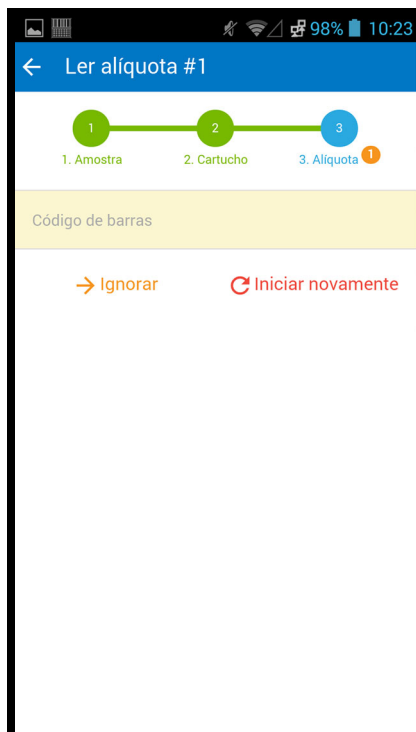 98% 10:23
Ler alíquota #1
1 2 3
1. Amostra 2. Cartucho 3. Alíquota 1
Código de barras
Ignorar Iniciar novamente